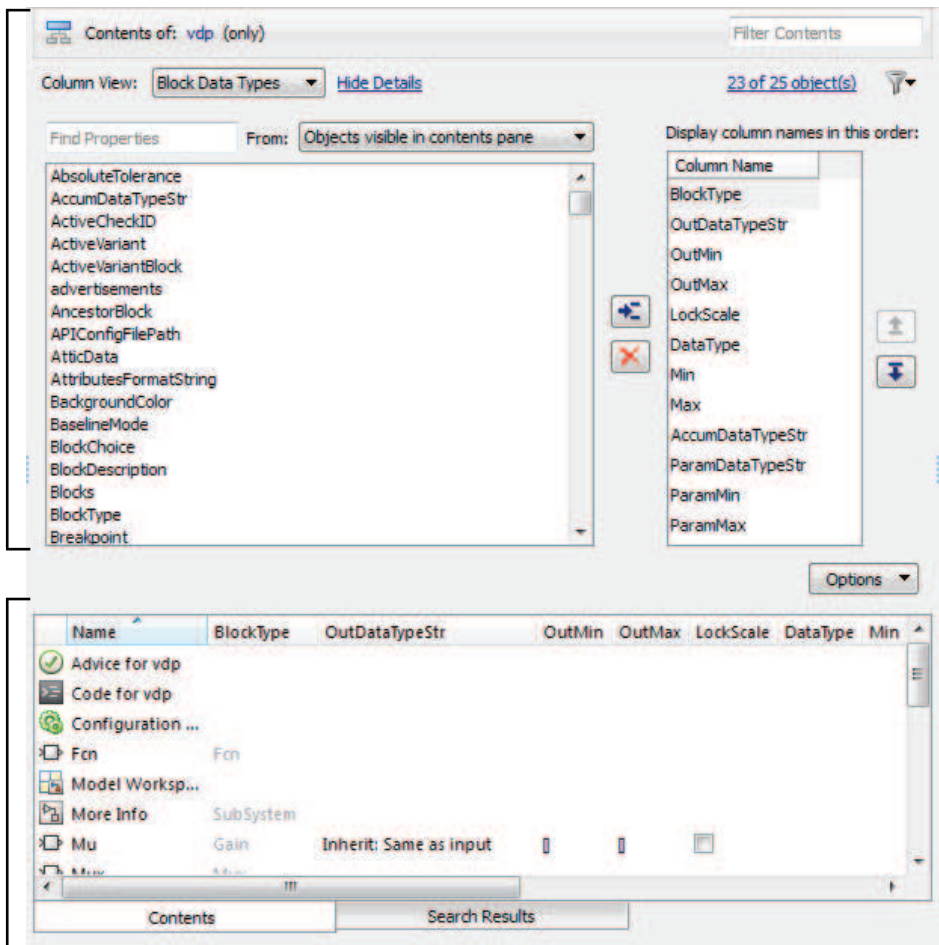 Contents of: vdp (only) Filter Contents
Column View: Block Data Types Hide Details 23 of 25 object(s)
Find Properties From: Objects visible in contents pane
AbsoluteTolerance
AccumDataTypeStr
ActiveCheckID
ActiveVariant
ActiveVariantBlock
advertisements
AncestorBlock
APIConfigFilePath
AtticData
AttributesFormatString
BackgroundColor
BaselineMode
BlockChoice
BlockDescription
Blocks
BlockType
Breakpoint
Display column names in this order:
Column Name
BlockType
OutDataTypeStr
OutMin
OutMax
LockScale
DataType
Min
Max
AccumDataTypeStr
ParamDataTypeStr
ParamMin
ParamMax
Options
Name BlockType OutDataTypeStr OutMin OutMax LockScale DataType Min
Advice for vdp
Code for vdp
Configuration ...
Fcn Fcn
Model Worksp...
More Info SubSystem
Mu Gain Inherit: Same as input [] []
Mux Mux
Contents Search Results